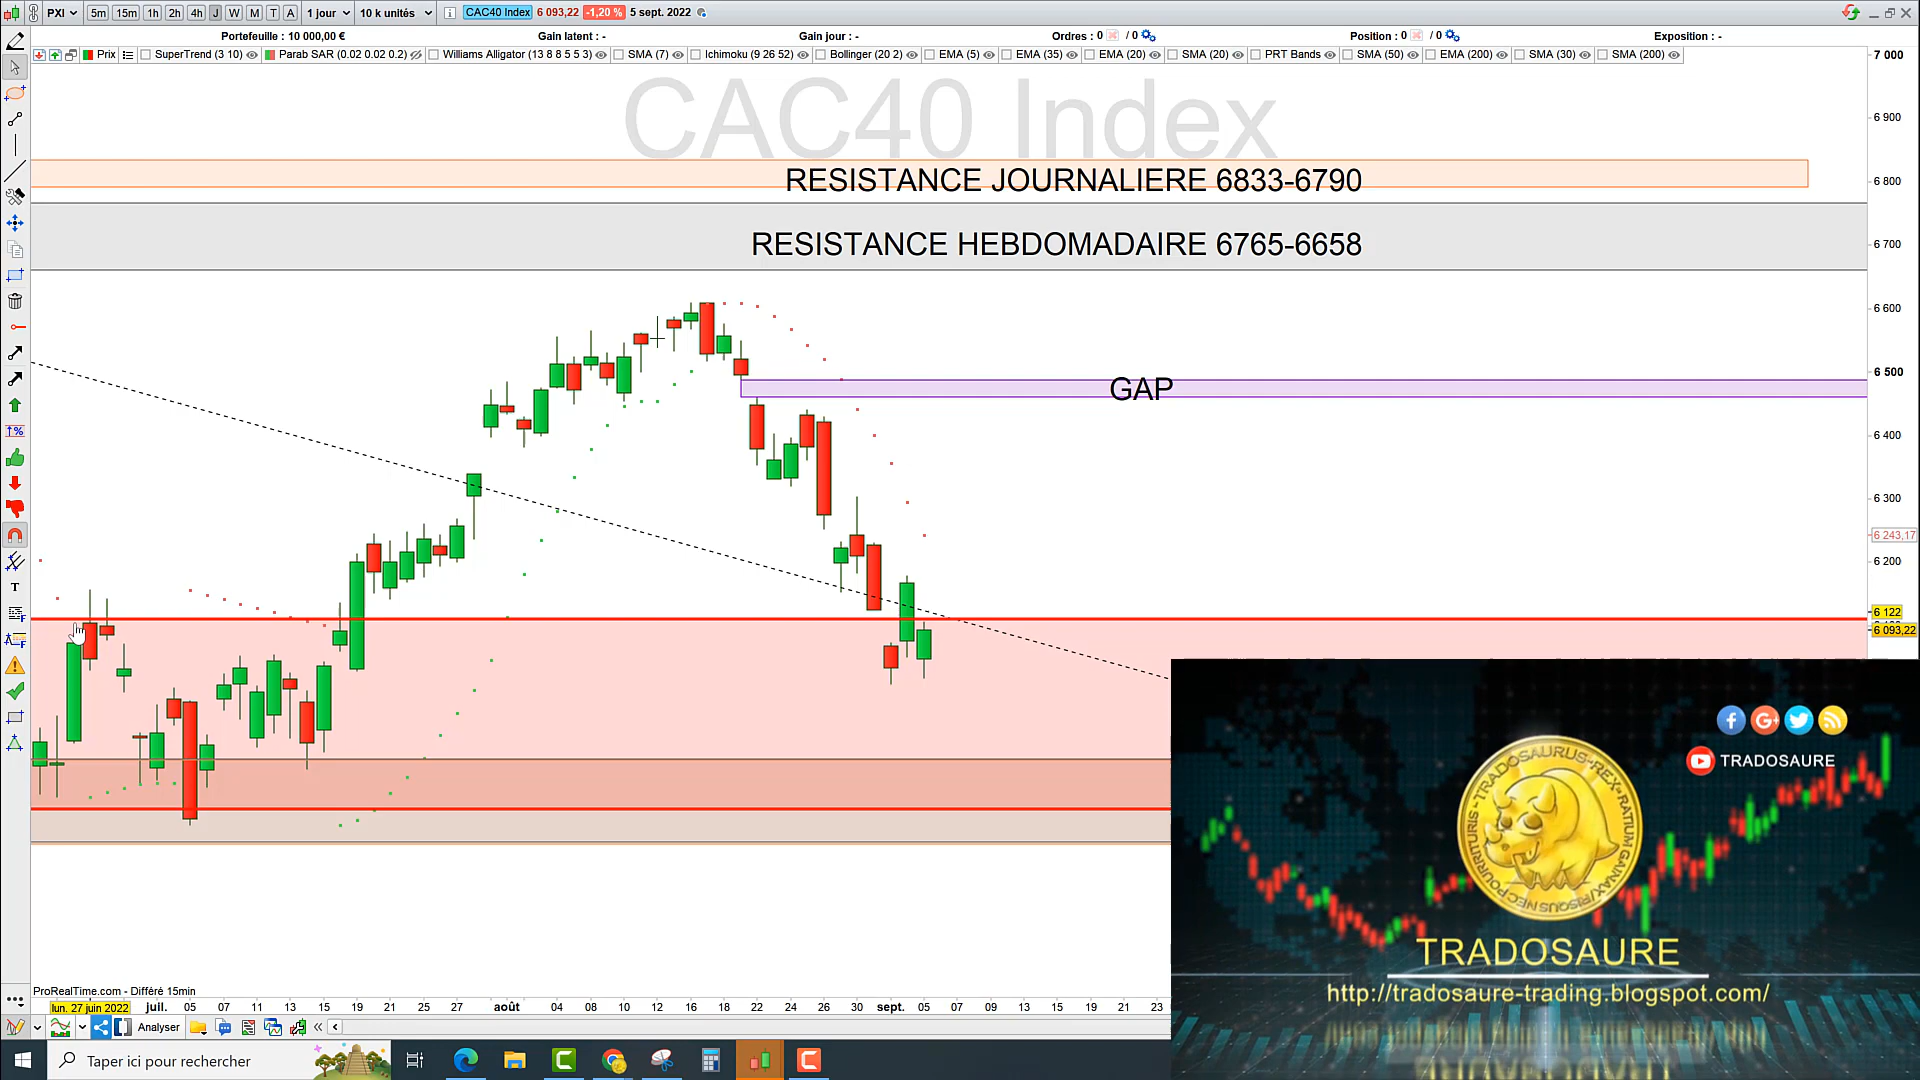 PXI 5m 15m 1h 2h 4h J W M T A 1 jour 10 k unités CAC40 Index 6 093,22 -1,20 % 5 sept. 2022
Portefeuille : 10 000,00 € Gain latent : - Gain jour : - Ordres : 0 / 0 Position : 0 / 0 Exposition : -
Prix SuperTrend (3 10) Parab SAR (0.02 0.02 0.2) Williams Alligator (13 8 8 5 5 3) SMA (7) Ichimoku (9 26 52) Bollinger (20 2) EMA (5) EMA (35) EMA (20) SMA (20) PRT Bands SMA (50) EMA (200) SMA (30) SMA (200)
7 000
CAC40 Index
6 900
RESISTANCE JOURNALIERE 6833-6790
6 800
RESISTANCE HEBDOMADAIRE 6765-6658
6 700
6 600
6 500
GAP
6 400
6 300
6 243,17
6 200
6 122
6 093,22
TRADOSAURE
TRADOSAURUS-REX
TRADOSAURE
http://tradosaure-trading.blogspot.com/
ProRealTime.com - Différé 15min
lun. 27 juin 2022 juil. 05 07 11 13 15 19 21 25 27 août 04 08 10 12 16 18 22 24 26 30 sept. 05 07 09 13 15 19 21 23
Analyser
Taper ici pour rechercher